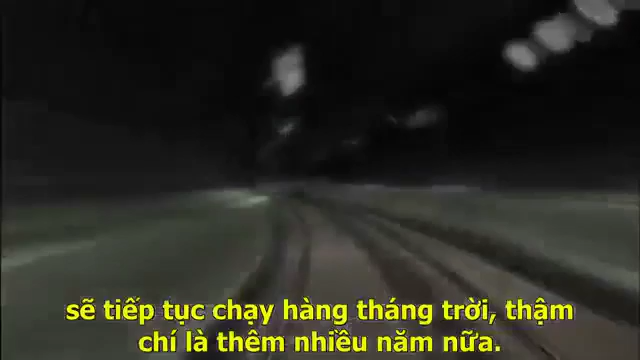 sẽ tiếp tục chạy hàng tháng trời, thậm
chí là thêm nhiều năm nữa.